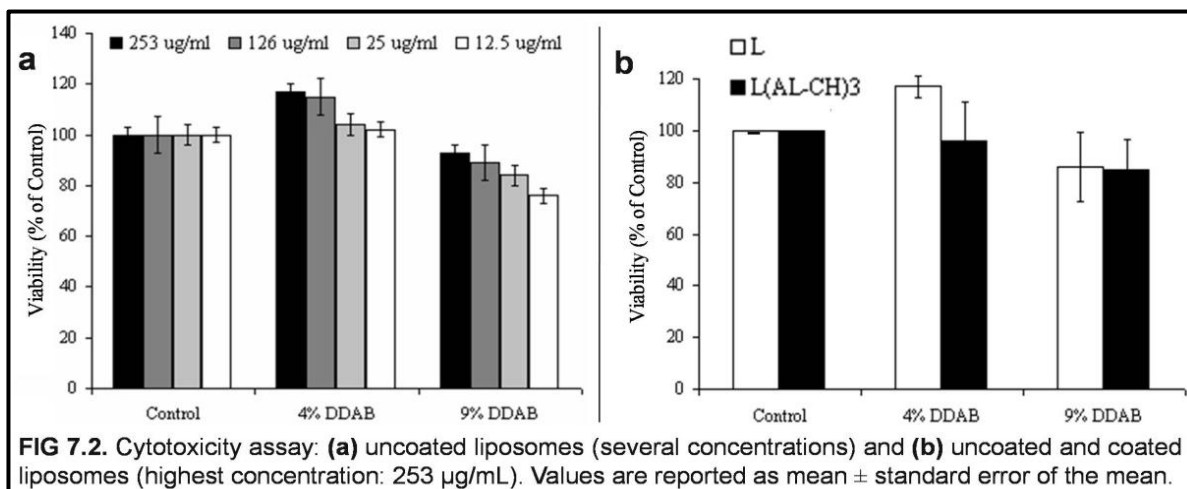 a
140
120
100
80
60
40
20
0
Viability (% of Control)
253 ug/ml 126 ug/ml 25 ug/ml 12.5 ug/ml
Control 4% DDAB 9% DDAB
b
L
L(AL-CH)3
120
100
80
60
40
20
0
Viability (% of Control)
Control 4% DDAB 9% DDAB
FIG 7.2. Cytotoxicity assay: (a) uncoated liposomes (several concentrations) and (b) uncoated and coated
liposomes (highest concentration: 253 µg/mL). Values are reported as mean ± standard error of the mean.